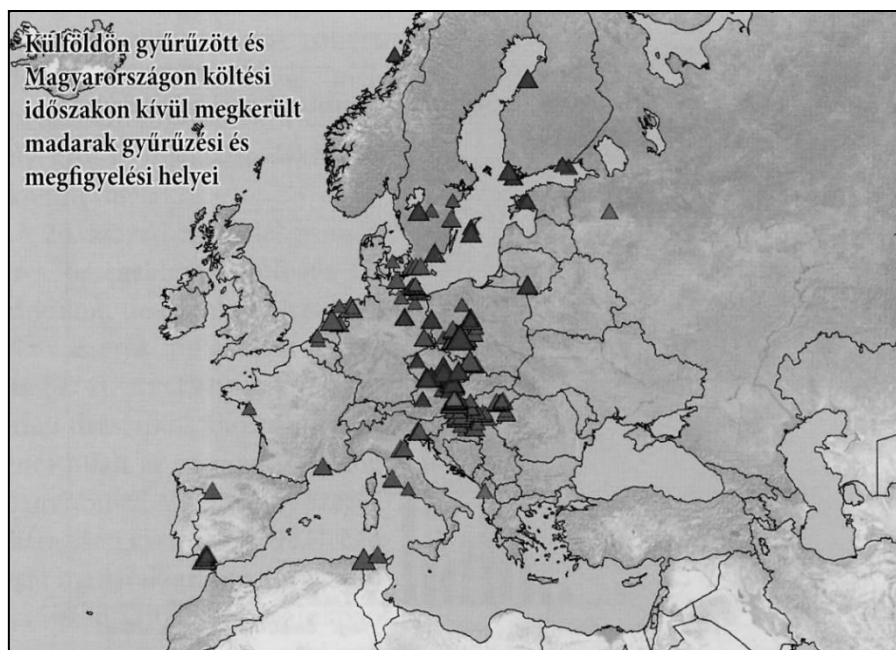 Külföldön gyűrűzött és
Magyarországon költési
időszakon kívül megkerült
madarak gyűrűzési és
megfigyelési helyei